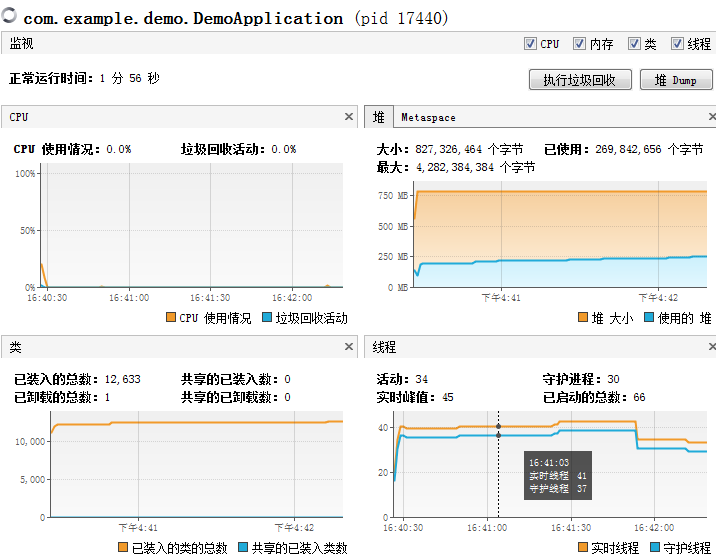 com.example.demo.DemoApplication (pid 17440)
监视
CPU 内存 类 线程
正常运行时间：1 分 56 秒
执行垃圾回收 堆 Dump
CPU
CPU 使用情况：0.0% 垃圾回收活动：0.0%
100%
50%
0%
16:40:30 16:41:00 16:41:30 16:42:00
CPU 使用情况 垃圾回收活动
堆 Metaspace
大小：827,326,464 个字节 已使用：269,842,656 个字节
最大：4,282,384,384 个字节
750 MB
500 MB
250 MB
0 MB
下午4:41 下午4:42
堆 大小 使用的 堆
类
已装入的总数：12,633 共享的已装入数：0
已卸载的总数：1 共享的已卸载数：0
10,000
5,000
0
下午4:41 下午4:42
已装入的类的总数 共享的已装入类数
线程
活动：34 守护进程：30
实时峰值：45 已启动的总数：66
40
20
0
16:41:03
实时线程 41
守护线程 37
16:40:30 16:41:00 16:41:30 16:42:00
实时线程 守护线程